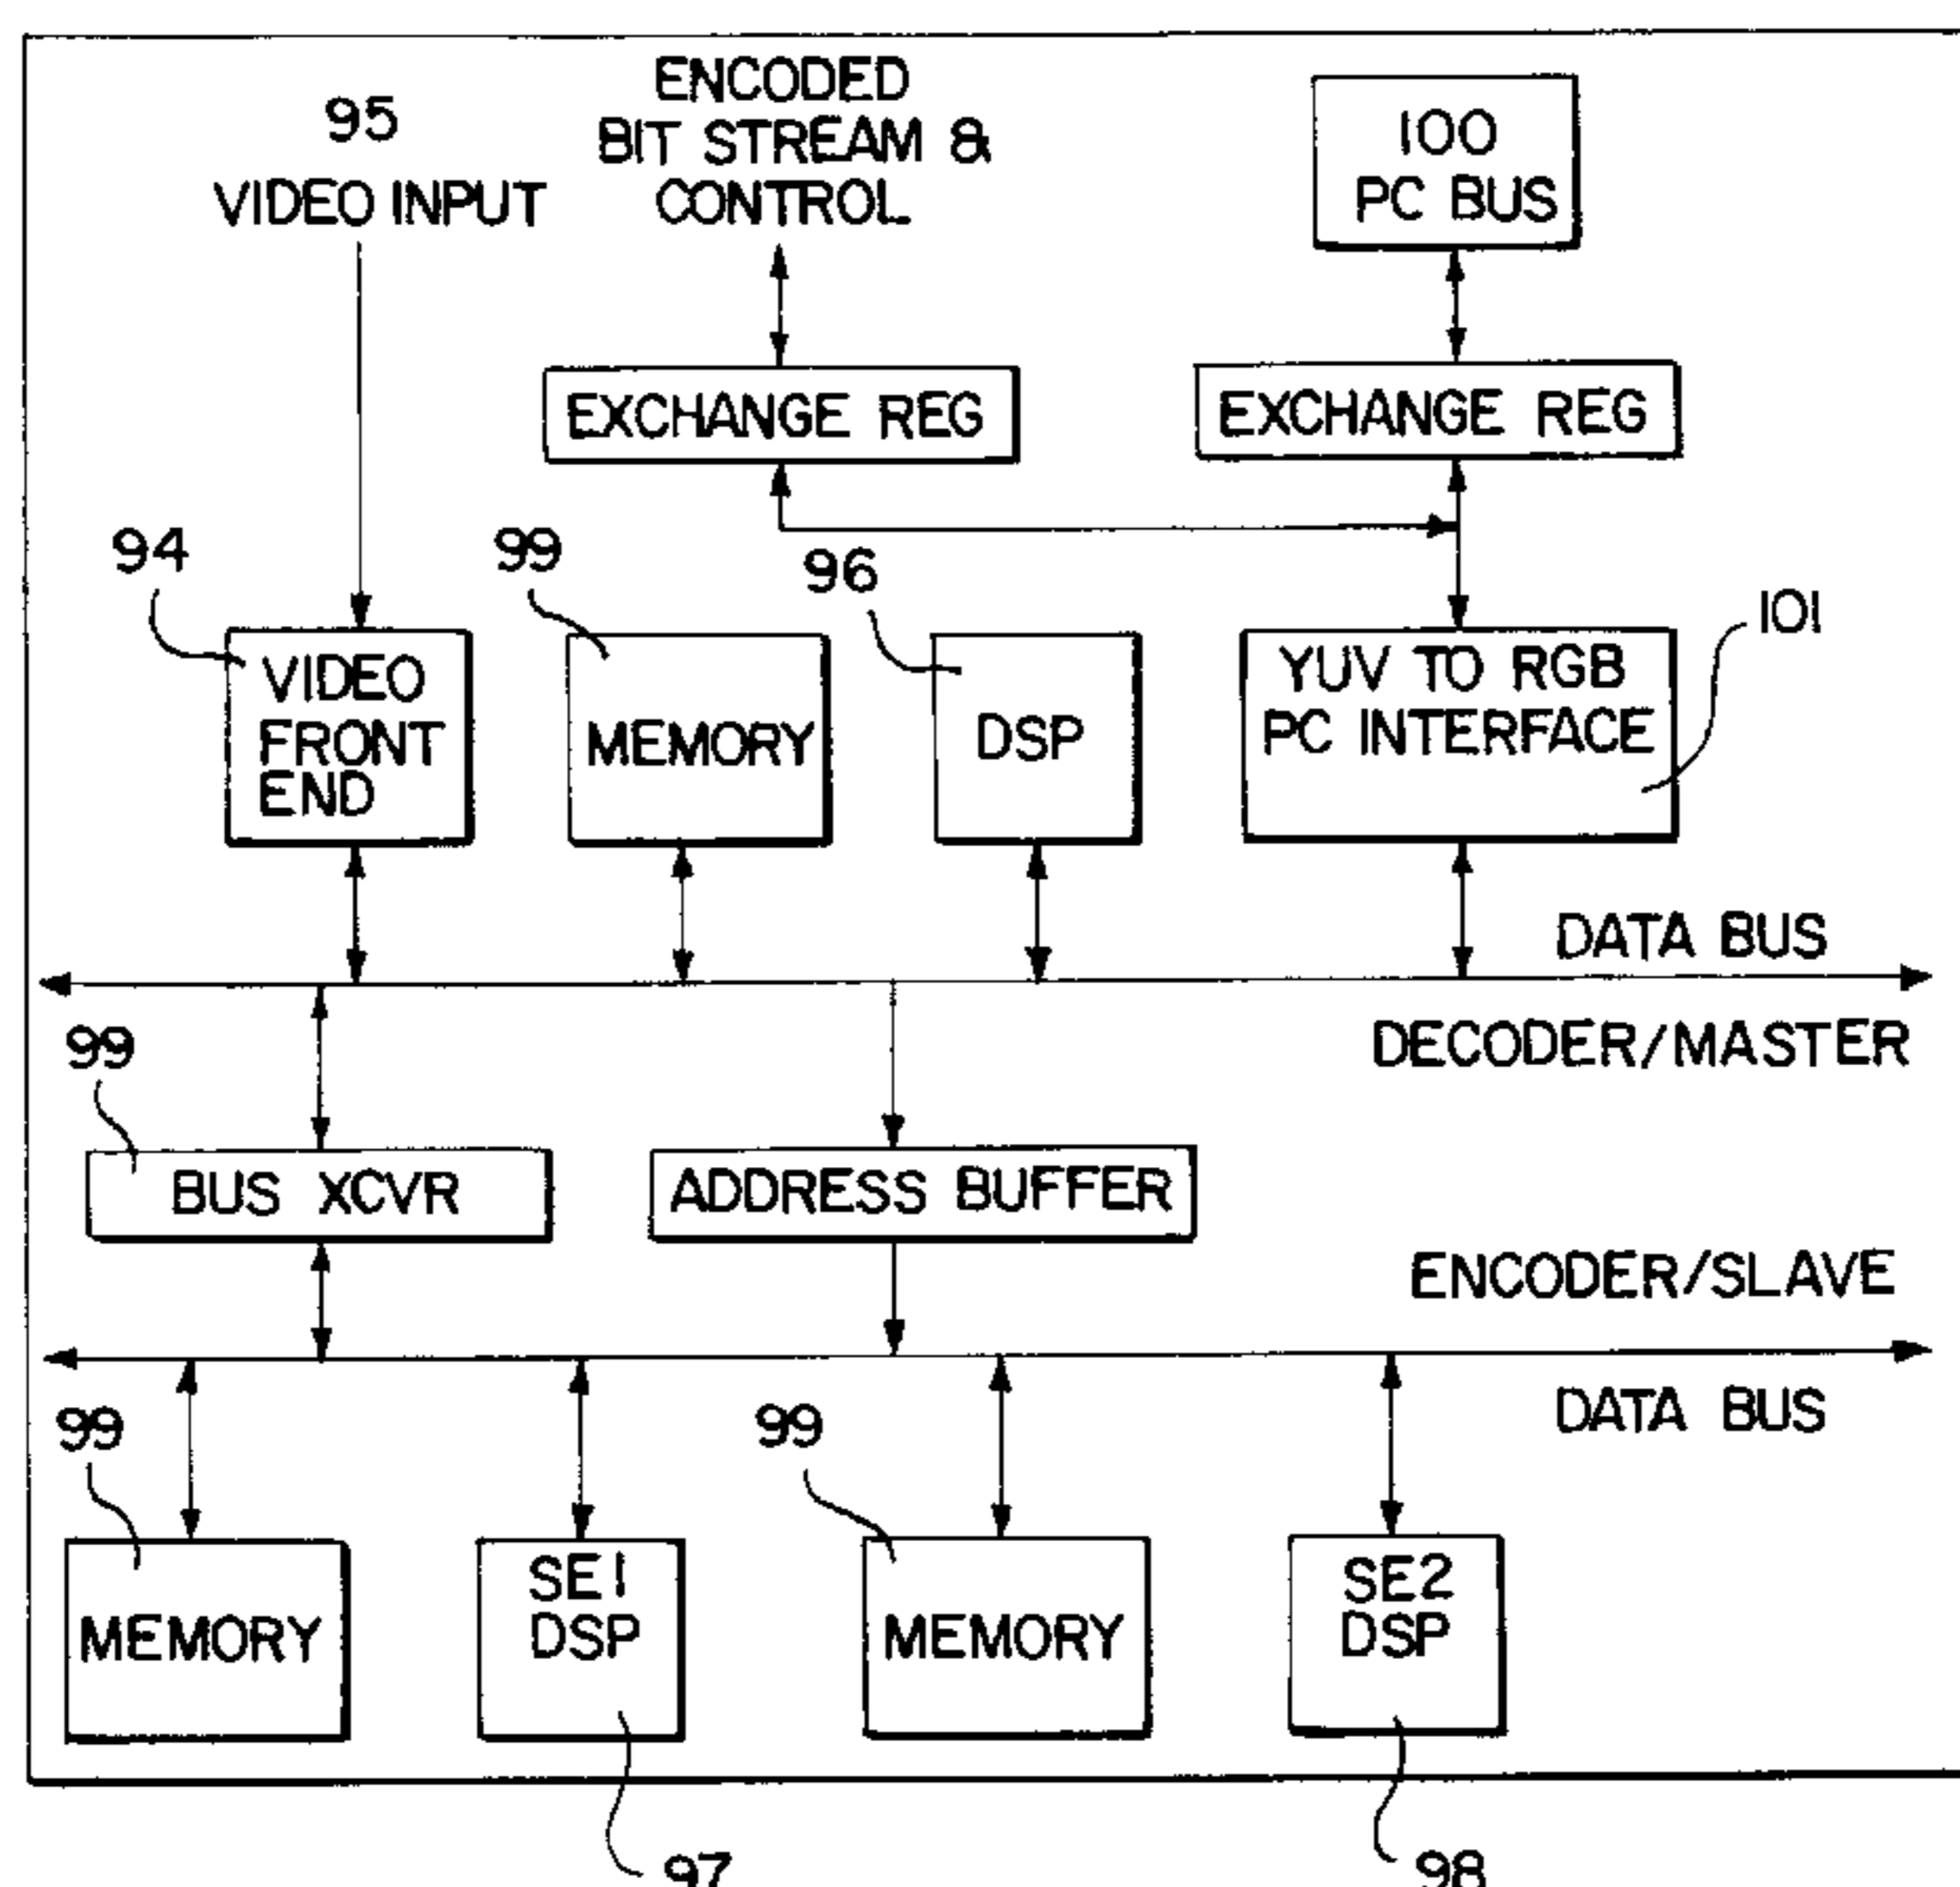 95
VIDEO INPUT
ENCODED
BIT STREAM &
CONTROL
100
PC BUS
EXCHANGE REG
EXCHANGE REG
94
99
96
101
VIDEO
FRONT
END
MEMORY
DSP
YUV TO RGB
PC INTERFACE
DATA BUS
DECODER/MASTER
99
BUS XCVR
ADDRESS BUFFER
ENCODER/SLAVE
DATA BUS
99
99
MEMORY
SE1
DSP
MEMORY
SE2
DSP
97
98